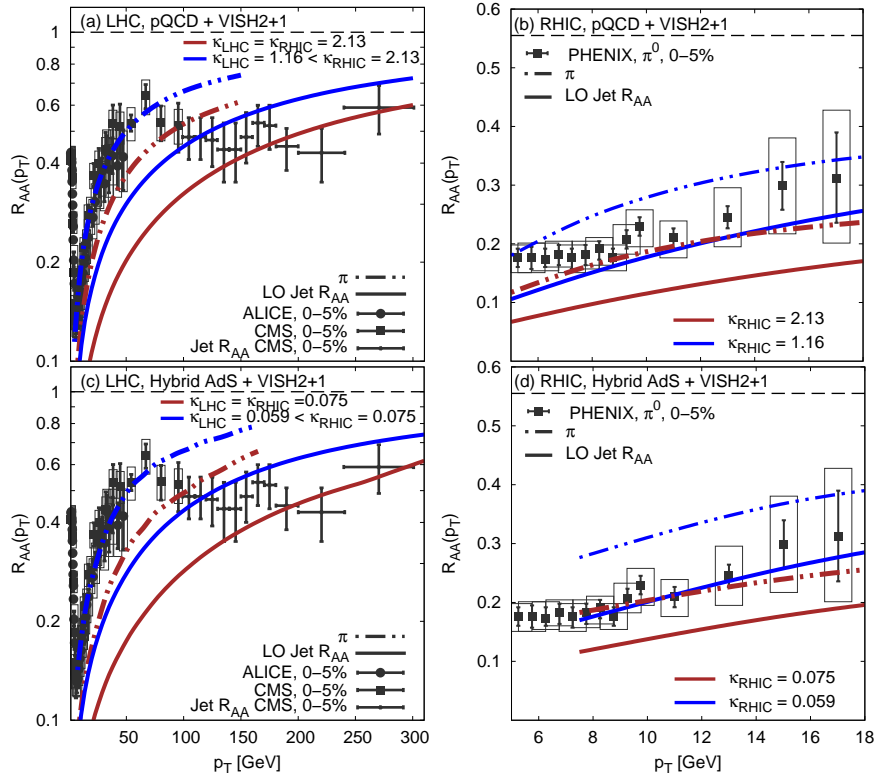 (a) LHC, pQCD + VISH2+1
κLHC = κRHIC = 2.13
κLHC = 1.16 < κRHIC = 2.13
π
LO Jet RAA
ALICE, 0–5%
CMS, 0–5%
Jet RAA CMS, 0–5%
RAA(pT)
1
0.8
0.6
0.4
0.2
0.1
(b) RHIC, pQCD + VISH2+1
PHENIX, π0, 0–5%
π
LO Jet RAA
κRHIC = 2.13
κRHIC = 1.16
RAA(pT)
0.6
0.5
0.4
0.3
0.2
0.1
(c) LHC, Hybrid AdS + VISH2+1
κLHC = κRHIC =0.075
κLHC = 0.059 < κRHIC = 0.075
π
LO Jet RAA
ALICE, 0–5%
CMS, 0–5%
Jet RAA CMS, 0–5%
RAA(pT)
1
0.8
0.6
0.4
0.2
0.1
50 100 150 200 250 300
pT [GeV]
(d) RHIC, Hybrid AdS + VISH2+1
PHENIX, π0, 0–5%
π
LO Jet RAA
κRHIC = 0.075
κRHIC = 0.059
RAA(pT)
0.6
0.5
0.4
0.3
0.2
0.1
6 8 10 12 14 16 18
pT [GeV]